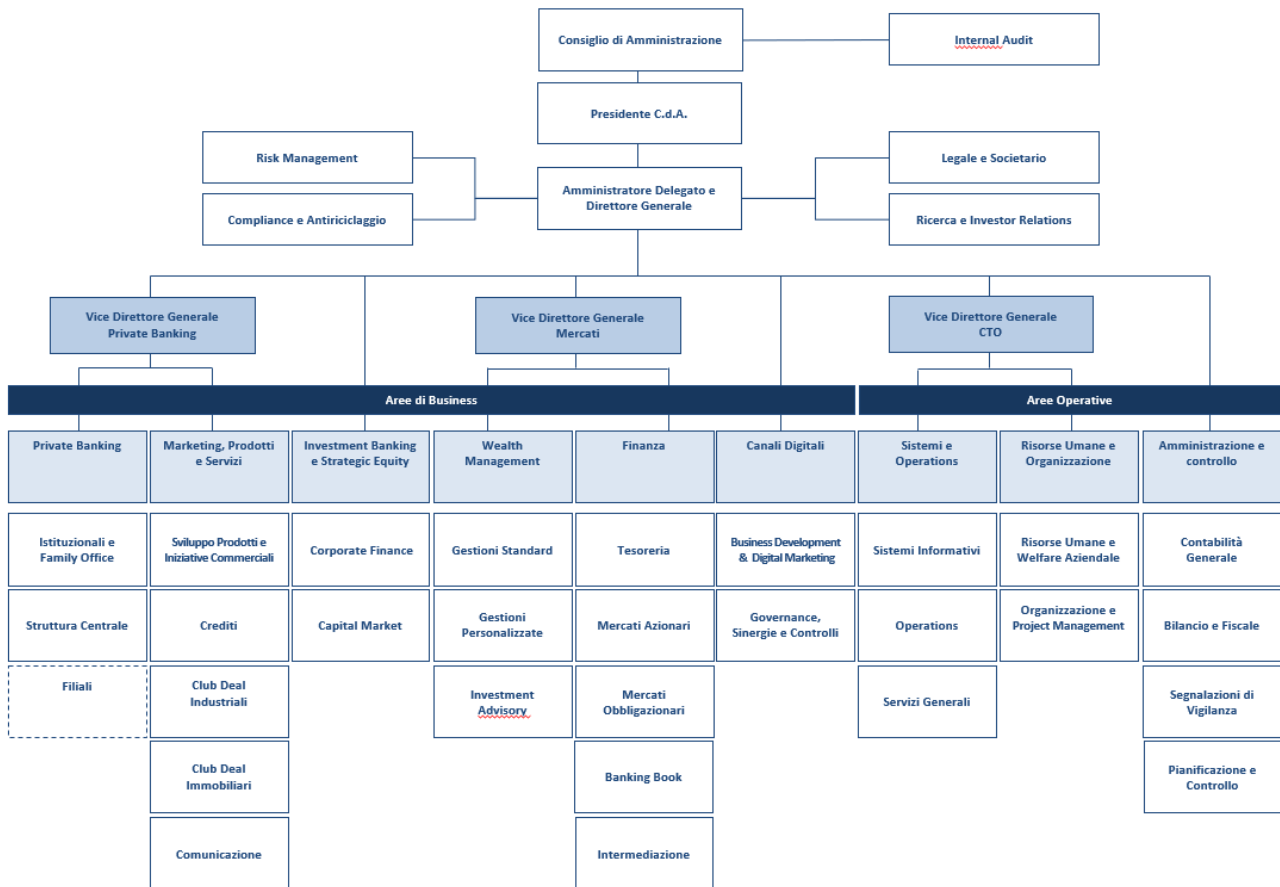 Consiglio di Amministrazione
Internal Audit
Presidente C.d.A.
Risk Management
Legale e Societario
Amministratore Delegato e
Direttore Generale
Compliance e Antiriciclaggio
Ricerca e Investor Relations
Vice Direttore Generale
Private Banking
Vice Direttore Generale
Mercati
Vice Direttore Generale
CTO
Aree di Business
Aree Operative
Private Banking
Marketing, Prodotti
e Servizi
Investment Banking
e Strategic Equity
Wealth
Management
Finanza
Canali Digitali
Sistemi e
Operations
Risorse Umane e
Organizzazione
Amministrazione e
controllo
Istituzionali e
Family Office
Sviluppo Prodotti e
Iniziative Commerciali
Corporate Finance
Gestioni Standard
Tesoreria
Business Development
& Digital Marketing
Sistemi Informativi
Risorse Umane e
Welfare Aziendale
Contabilità
Generale
Struttura Centrale
Crediti
Capital Market
Gestioni
Personalizzate
Mercati Azionari
Governance,
Sinergie e Controlli
Operations
Organizzazione e
Project Management
Bilancio e Fiscale
Filiali
Club Deal
Industriali
Investment
Advisory
Mercati
Obbligazionari
Servizi Generali
Segnalazioni di
Vigilanza
Club Deal
Immobiliari
Banking Book
Pianificazione e
Controllo
Comunicazione
Intermediazione